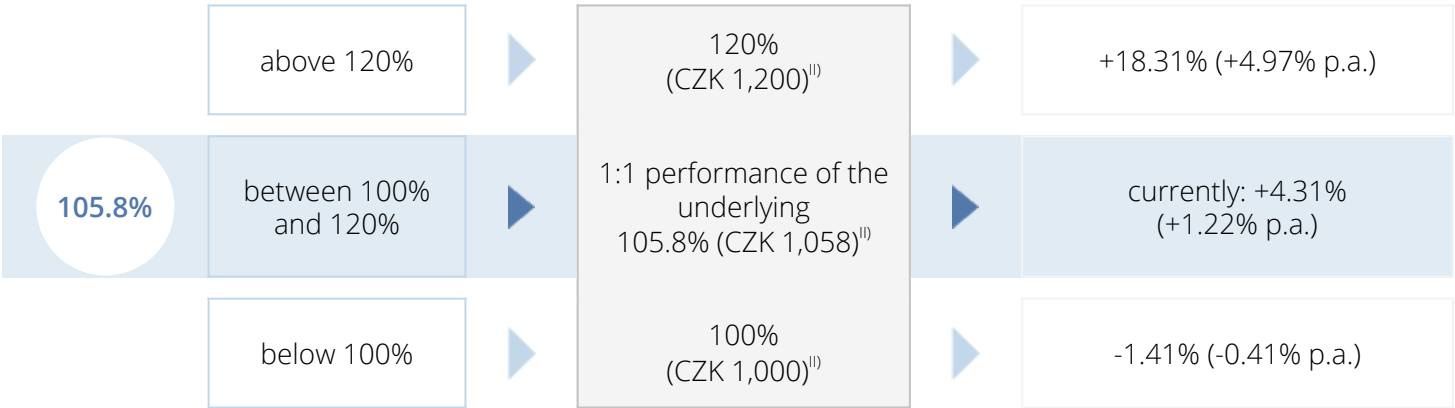 above 120%
120%
(CZK 1,200)II)
+18.31% (+4.97% p.a.)
105.8%
between 100%
and 120%
1:1 performance of the
underlying
105.8% (CZK 1,058)II)
currently: +4.31%
(+1.22% p.a.)
below 100%
100%
(CZK 1,000)II)
-1.41% (-0.41% p.a.)